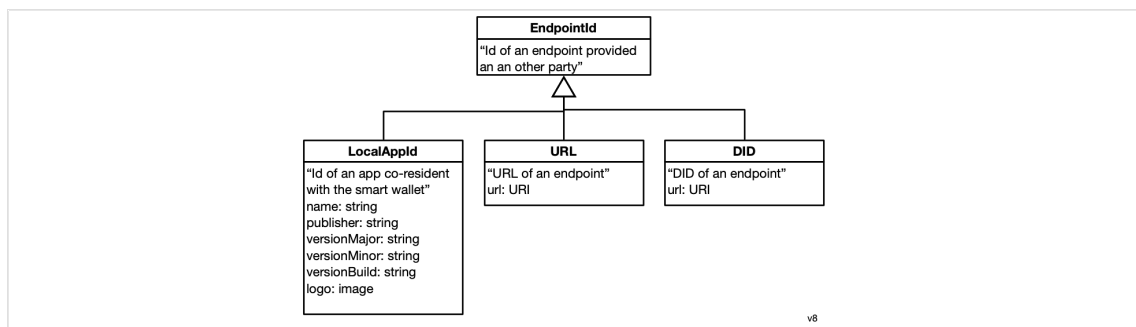 EndpointId
“Id of an endpoint provided
an an other party”
LocalAppId
“Id of an app co-resident
with the smart wallet”
name: string
publisher: string
versionMajor: string
versionMinor: string
versionBuild: string
logo: image
URL
“URL of an endpoint”
url: URI
DID
“DID of an endpoint”
url: URI
v8